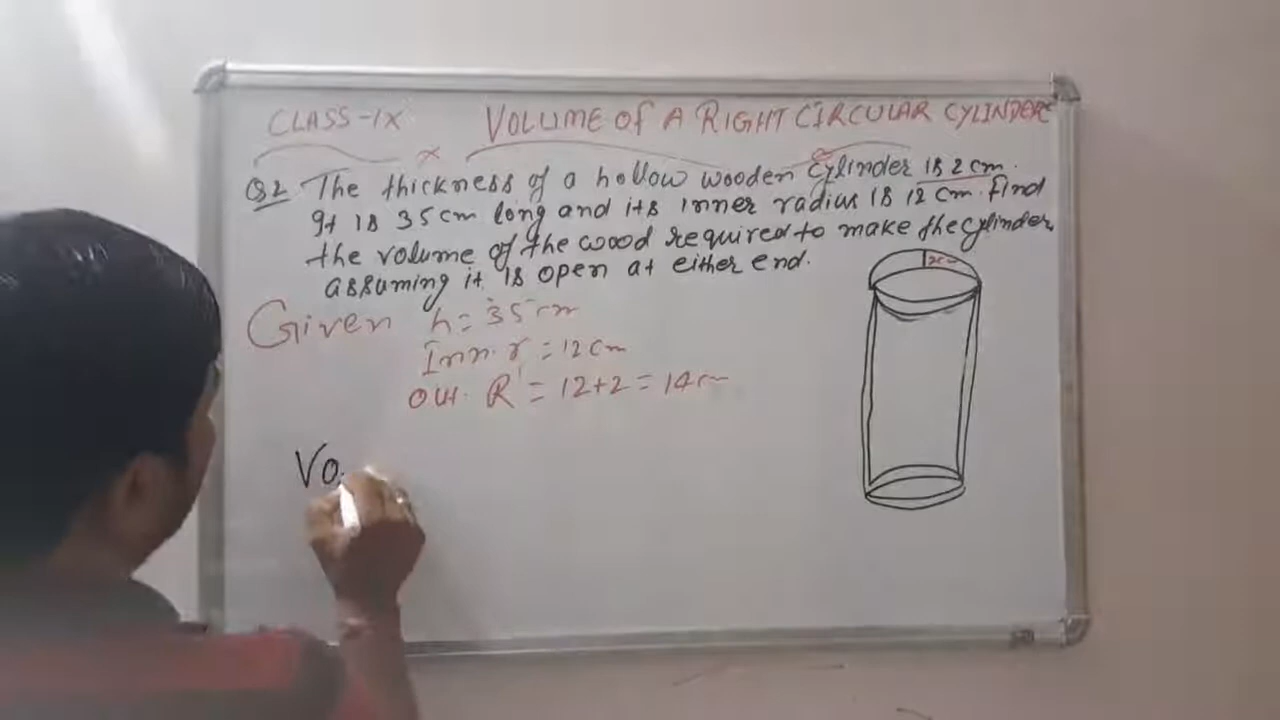 CLASS-IX VOLUME Of A RIGHT CIRCULAR CYLINDER
Q2 The thickness of a hollow wooden cylinder is 2 cm.
It is 35 cm long and its inner radius is 12 cm. Find
the volume of the wood required to make the cylinder,
assuming it is open at either end.
2cm
Given h = 35 cm
Inn. r = 12 cm
Out. R = 12+2 = 14 cm
Vo